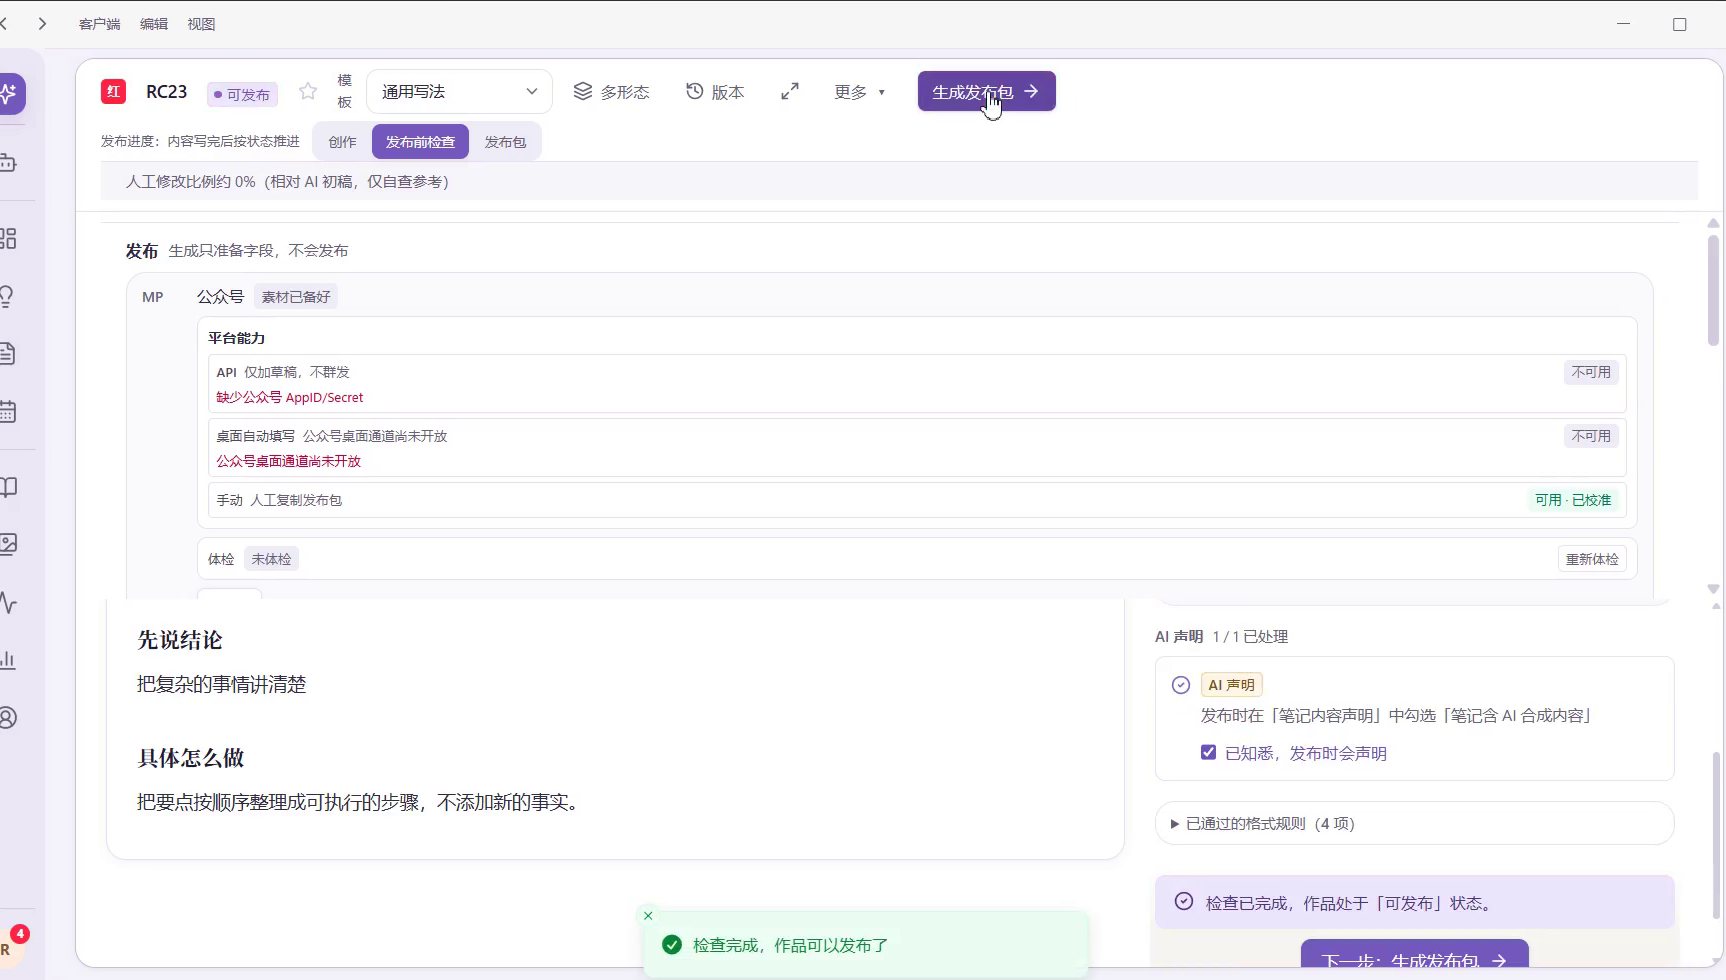 客户端 编辑 视图
红 RC23 可发布 模板 通用写法 多形态 版本 更多 生成发布包
发布进度：内容写完后按状态推进 创作 发布前检查 发布包
人工修改比例约 0%（相对 AI 初稿，仅自查参考）
发布 生成只准备字段，不会发布
MP 公众号 素材已备好
平台能力
API 仅加草稿，不群发 不可用
缺少公众号 AppID/Secret
桌面自动填写 公众号桌面通道尚未开放 不可用
公众号桌面通道尚未开放
手动 人工复制发布包 可用 · 已校准
体检 未体检 重新体检
先说结论
把复杂的事情讲清楚
具体怎么做
把要点按顺序整理成可执行的步骤，不添加新的事实。
AI 声明 1 / 1 已处理
AI 声明
发布时在「笔记内容声明」中勾选「笔记含 AI 合成内容」
已知悉，发布时会声明
已通过的格式规则（4 项）
检查已完成，作品处于「可发布」状态。
下一步：生成发布包
检查完成，作品可以发布了
R 4